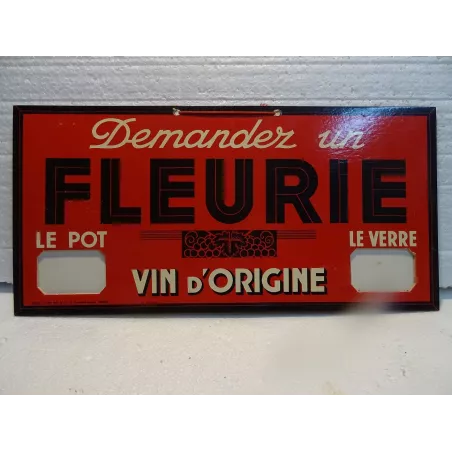 Demandez un
FLEURIE
LE POT
LE VERRE
VIN D'ORIGINE